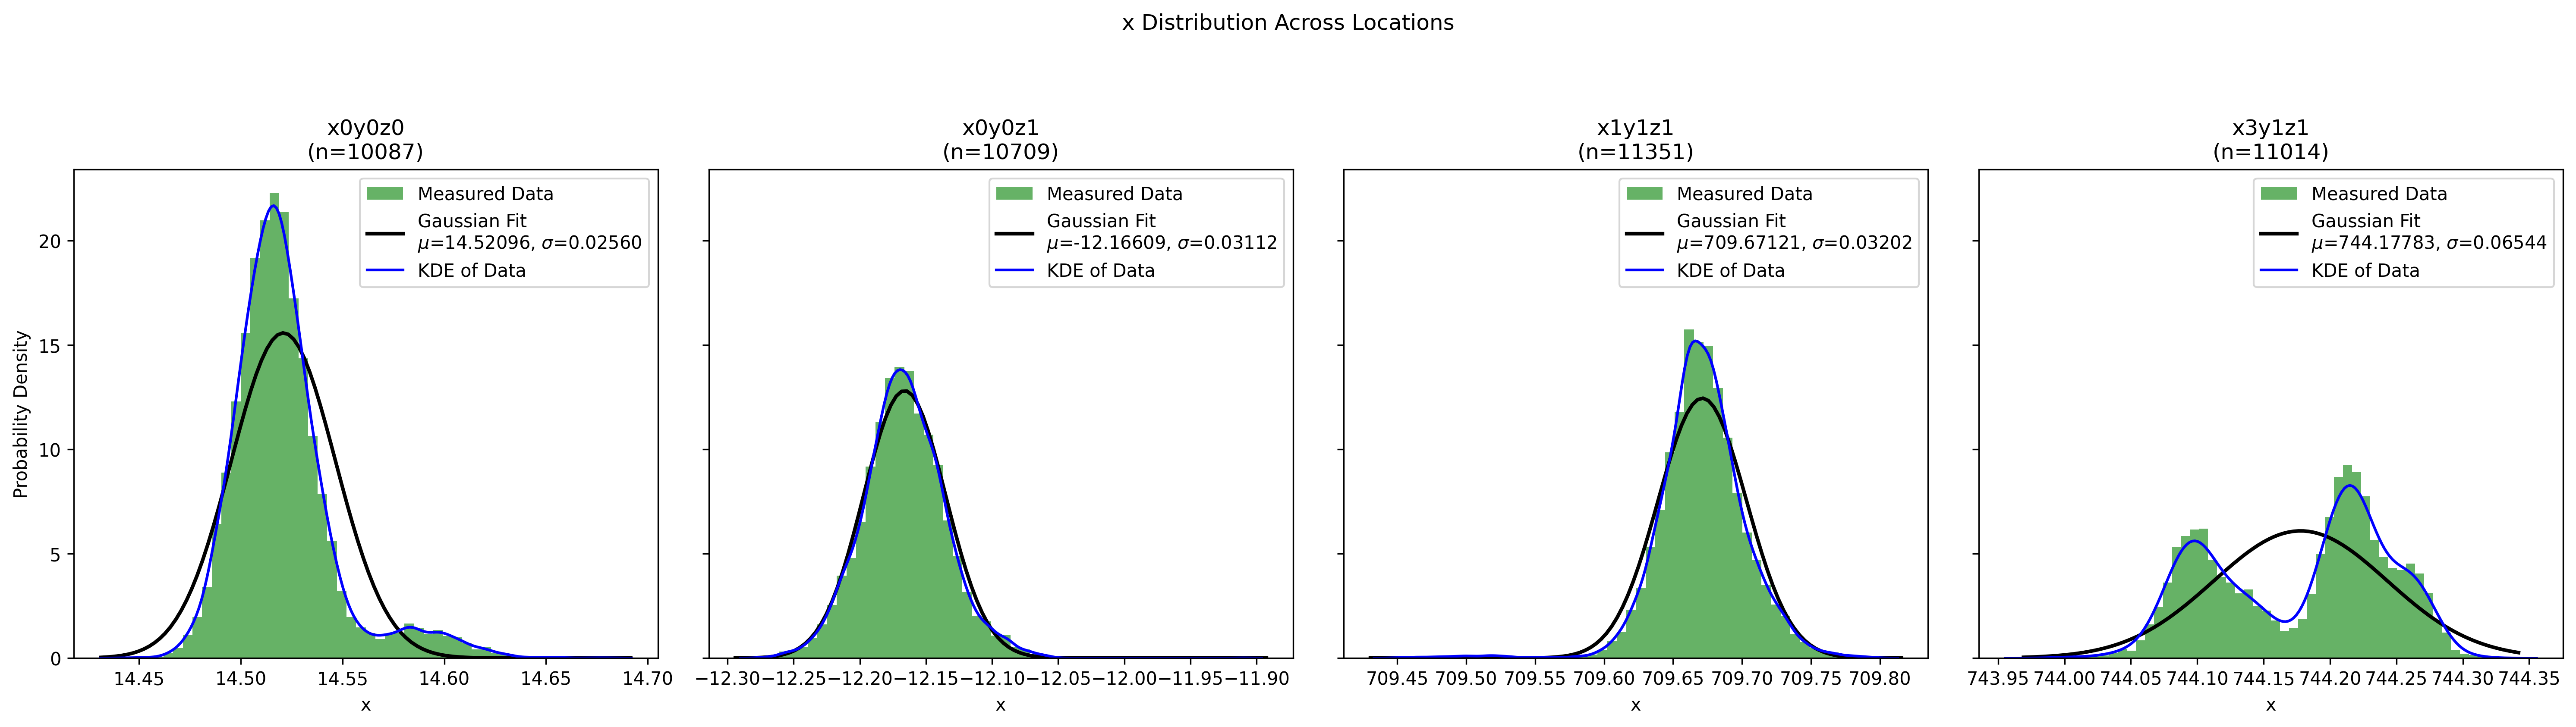 x Distribution Across Locations
x0y0z0
(n=10087)
Measured Data
Gaussian Fit
μ=14.52096, σ=0.02560
KDE of Data
Probability Density
20
15
10
5
0
14.45 14.50 14.55 14.60 14.65 14.70
x
x0y0z1
(n=10709)
Measured Data
Gaussian Fit
μ=-12.16609, σ=0.03112
KDE of Data
−12.30 −12.25 −12.20 −12.15 −12.10 −12.05 −12.00 −11.95 −11.90
x
x1y1z1
(n=11351)
Measured Data
Gaussian Fit
μ=709.67121, σ=0.03202
KDE of Data
709.45 709.50 709.55 709.60 709.65 709.70 709.75 709.80
x
x3y1z1
(n=11014)
Measured Data
Gaussian Fit
μ=744.17783, σ=0.06544
KDE of Data
743.95 744.00 744.05 744.10 744.15 744.20 744.25 744.30 744.35
x